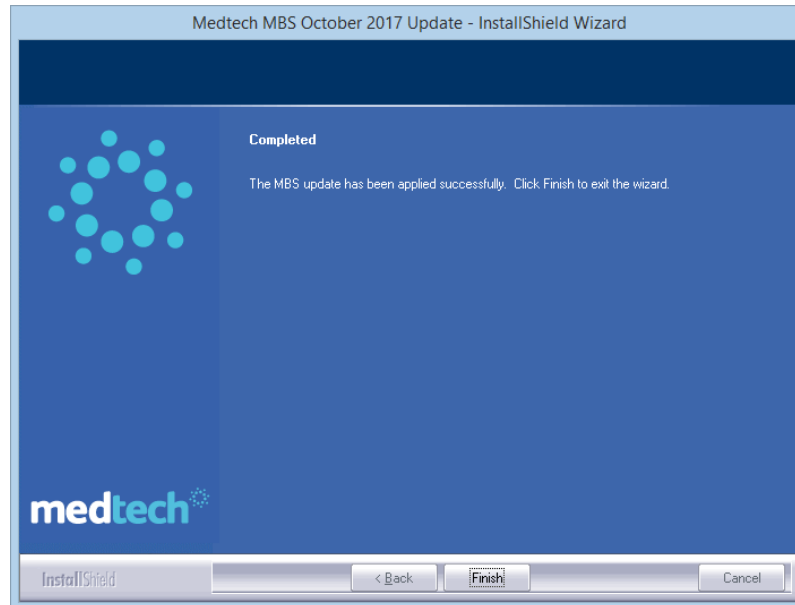 Medtech MBS October 2017 Update - InstallShield Wizard
Completed
The MBS update has been applied successfully. Click Finish to exit the wizard.
medtech
InstallShield
< Back
Finish
Cancel